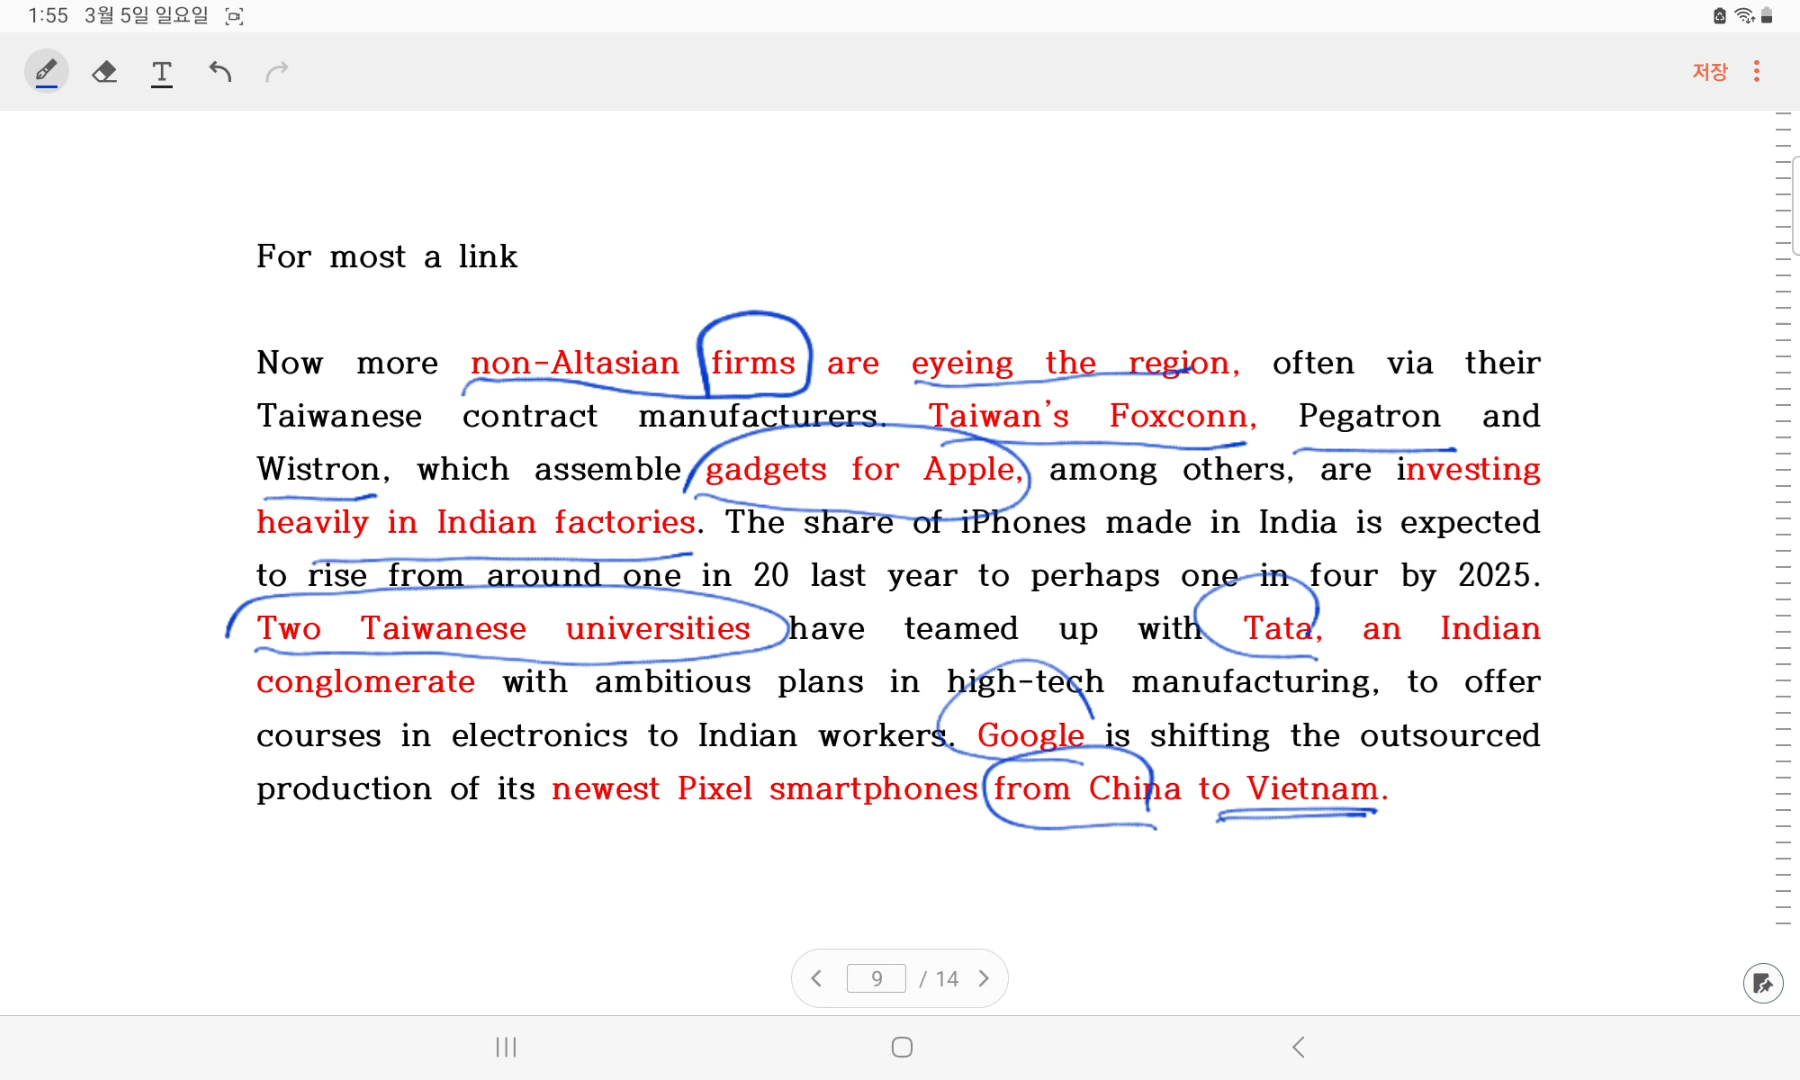 1:55 3월 5일 일요일
저장
For most a link
Now more non-Altasian firms are eyeing the region, often via their
Taiwanese contract manufacturers. Taiwan's Foxconn, Pegatron and
Wistron, which assemble gadgets for Apple, among others, are investing
heavily in Indian factories. The share of iPhones made in India is expected
to rise from around one in 20 last year to perhaps one in four by 2025.
Two Taiwanese universities have teamed up with Tata, an Indian
conglomerate with ambitious plans in high-tech manufacturing, to offer
courses in electronics to Indian workers. Google is shifting the outsourced
production of its newest Pixel smartphones from China to Vietnam.
9 / 14